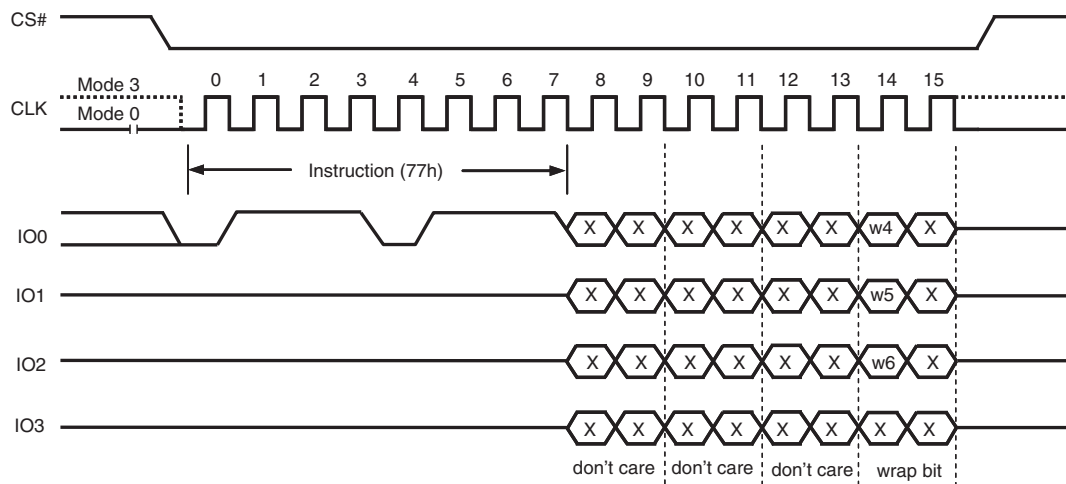 CS#
Mode 3
0 1 2 3 4 5 6 7 8 9 10 11 12 13 14 15
CLK
Mode 0
Instruction (77h)
IO0
X X X X X X w4 X
IO1
X X X X X X w5 X
IO2
X X X X X X w6 X
IO3
X X X X X X X X
don't care don't care don't care wrap bit